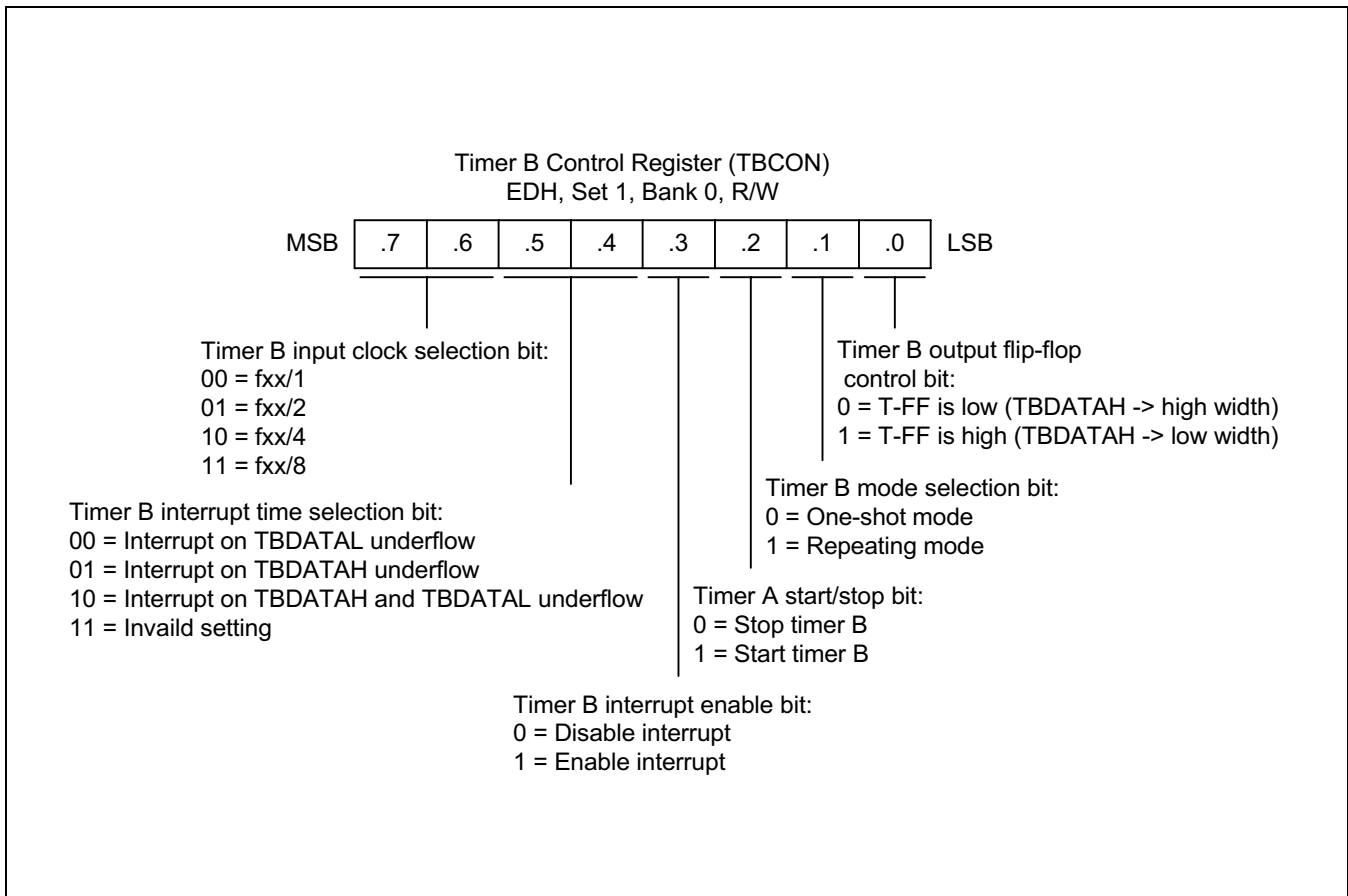 Timer B Control Register (TBCON)
EDH, Set 1, Bank 0, R/W
MSB .7 .6 .5 .4 .3 .2 .1 .0 LSB
Timer B input clock selection bit:
00 = fxx/1
01 = fxx/2
10 = fxx/4
11 = fxx/8
Timer B output flip-flop
control bit:
0 = T-FF is low (TBDATAH -> high width)
1 = T-FF is high (TBDATAH -> low width)
Timer B interrupt time selection bit:
00 = Interrupt on TBDATAL underflow
01 = Interrupt on TBDATAH underflow
10 = Interrupt on TBDATAH and TBDATAL underflow
11 = Invaild setting
Timer B mode selection bit:
0 = One-shot mode
1 = Repeating mode
Timer A start/stop bit:
0 = Stop timer B
1 = Start timer B
Timer B interrupt enable bit:
0 = Disable interrupt
1 = Enable interrupt